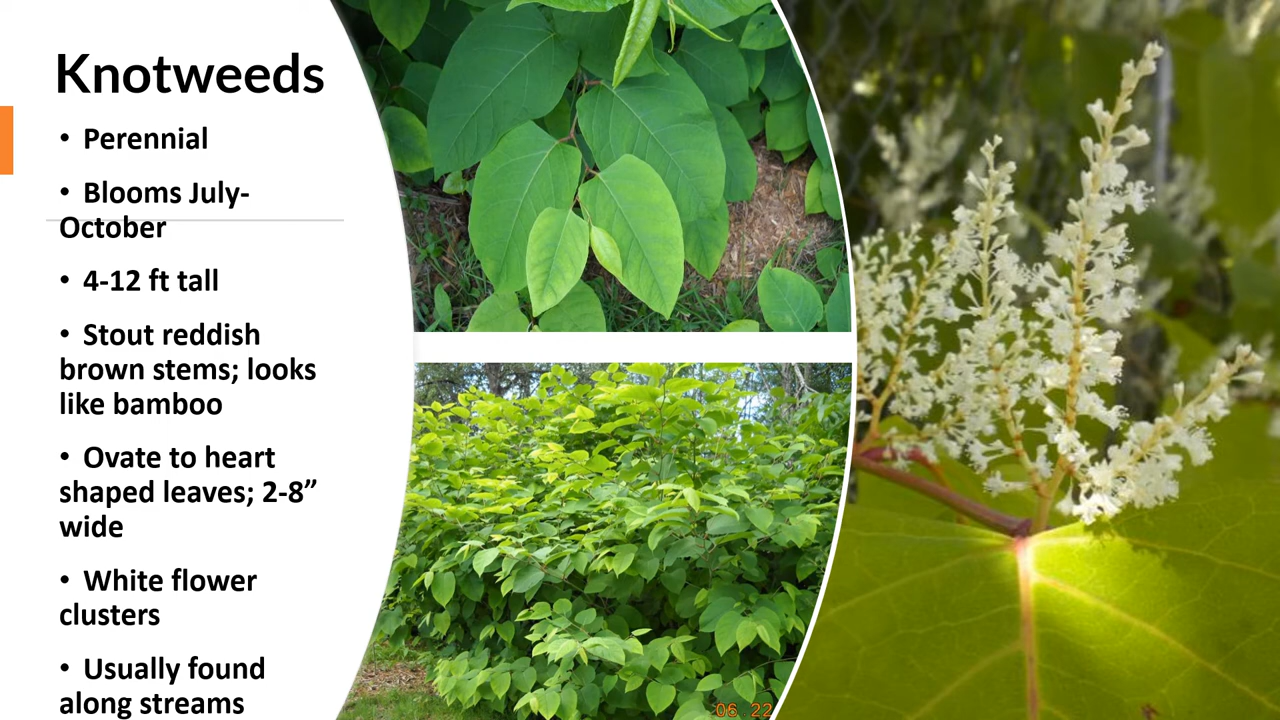 Knotweeds
• Perennial
• Blooms July-
October
• 4-12 ft tall
• Stout reddish
brown stems; looks
like bamboo
• Ovate to heart
shaped leaves; 2-8”
wide
• White flower
clusters
• Usually found
along streams
06.22